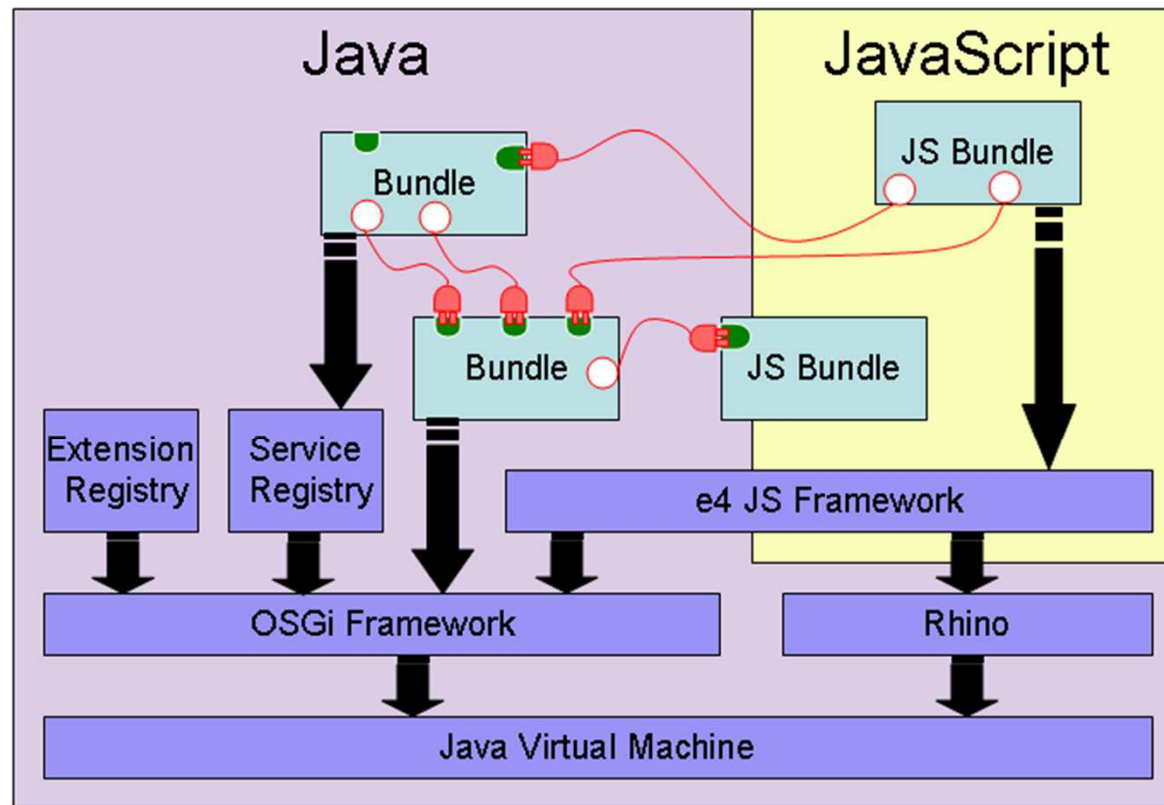 Java
JavaScript
JS Bundle
Bundle
Bundle
JS Bundle
Extension
Registry
Service
Registry
e4 JS Framework
OSGi Framework
Rhino
Java Virtual Machine